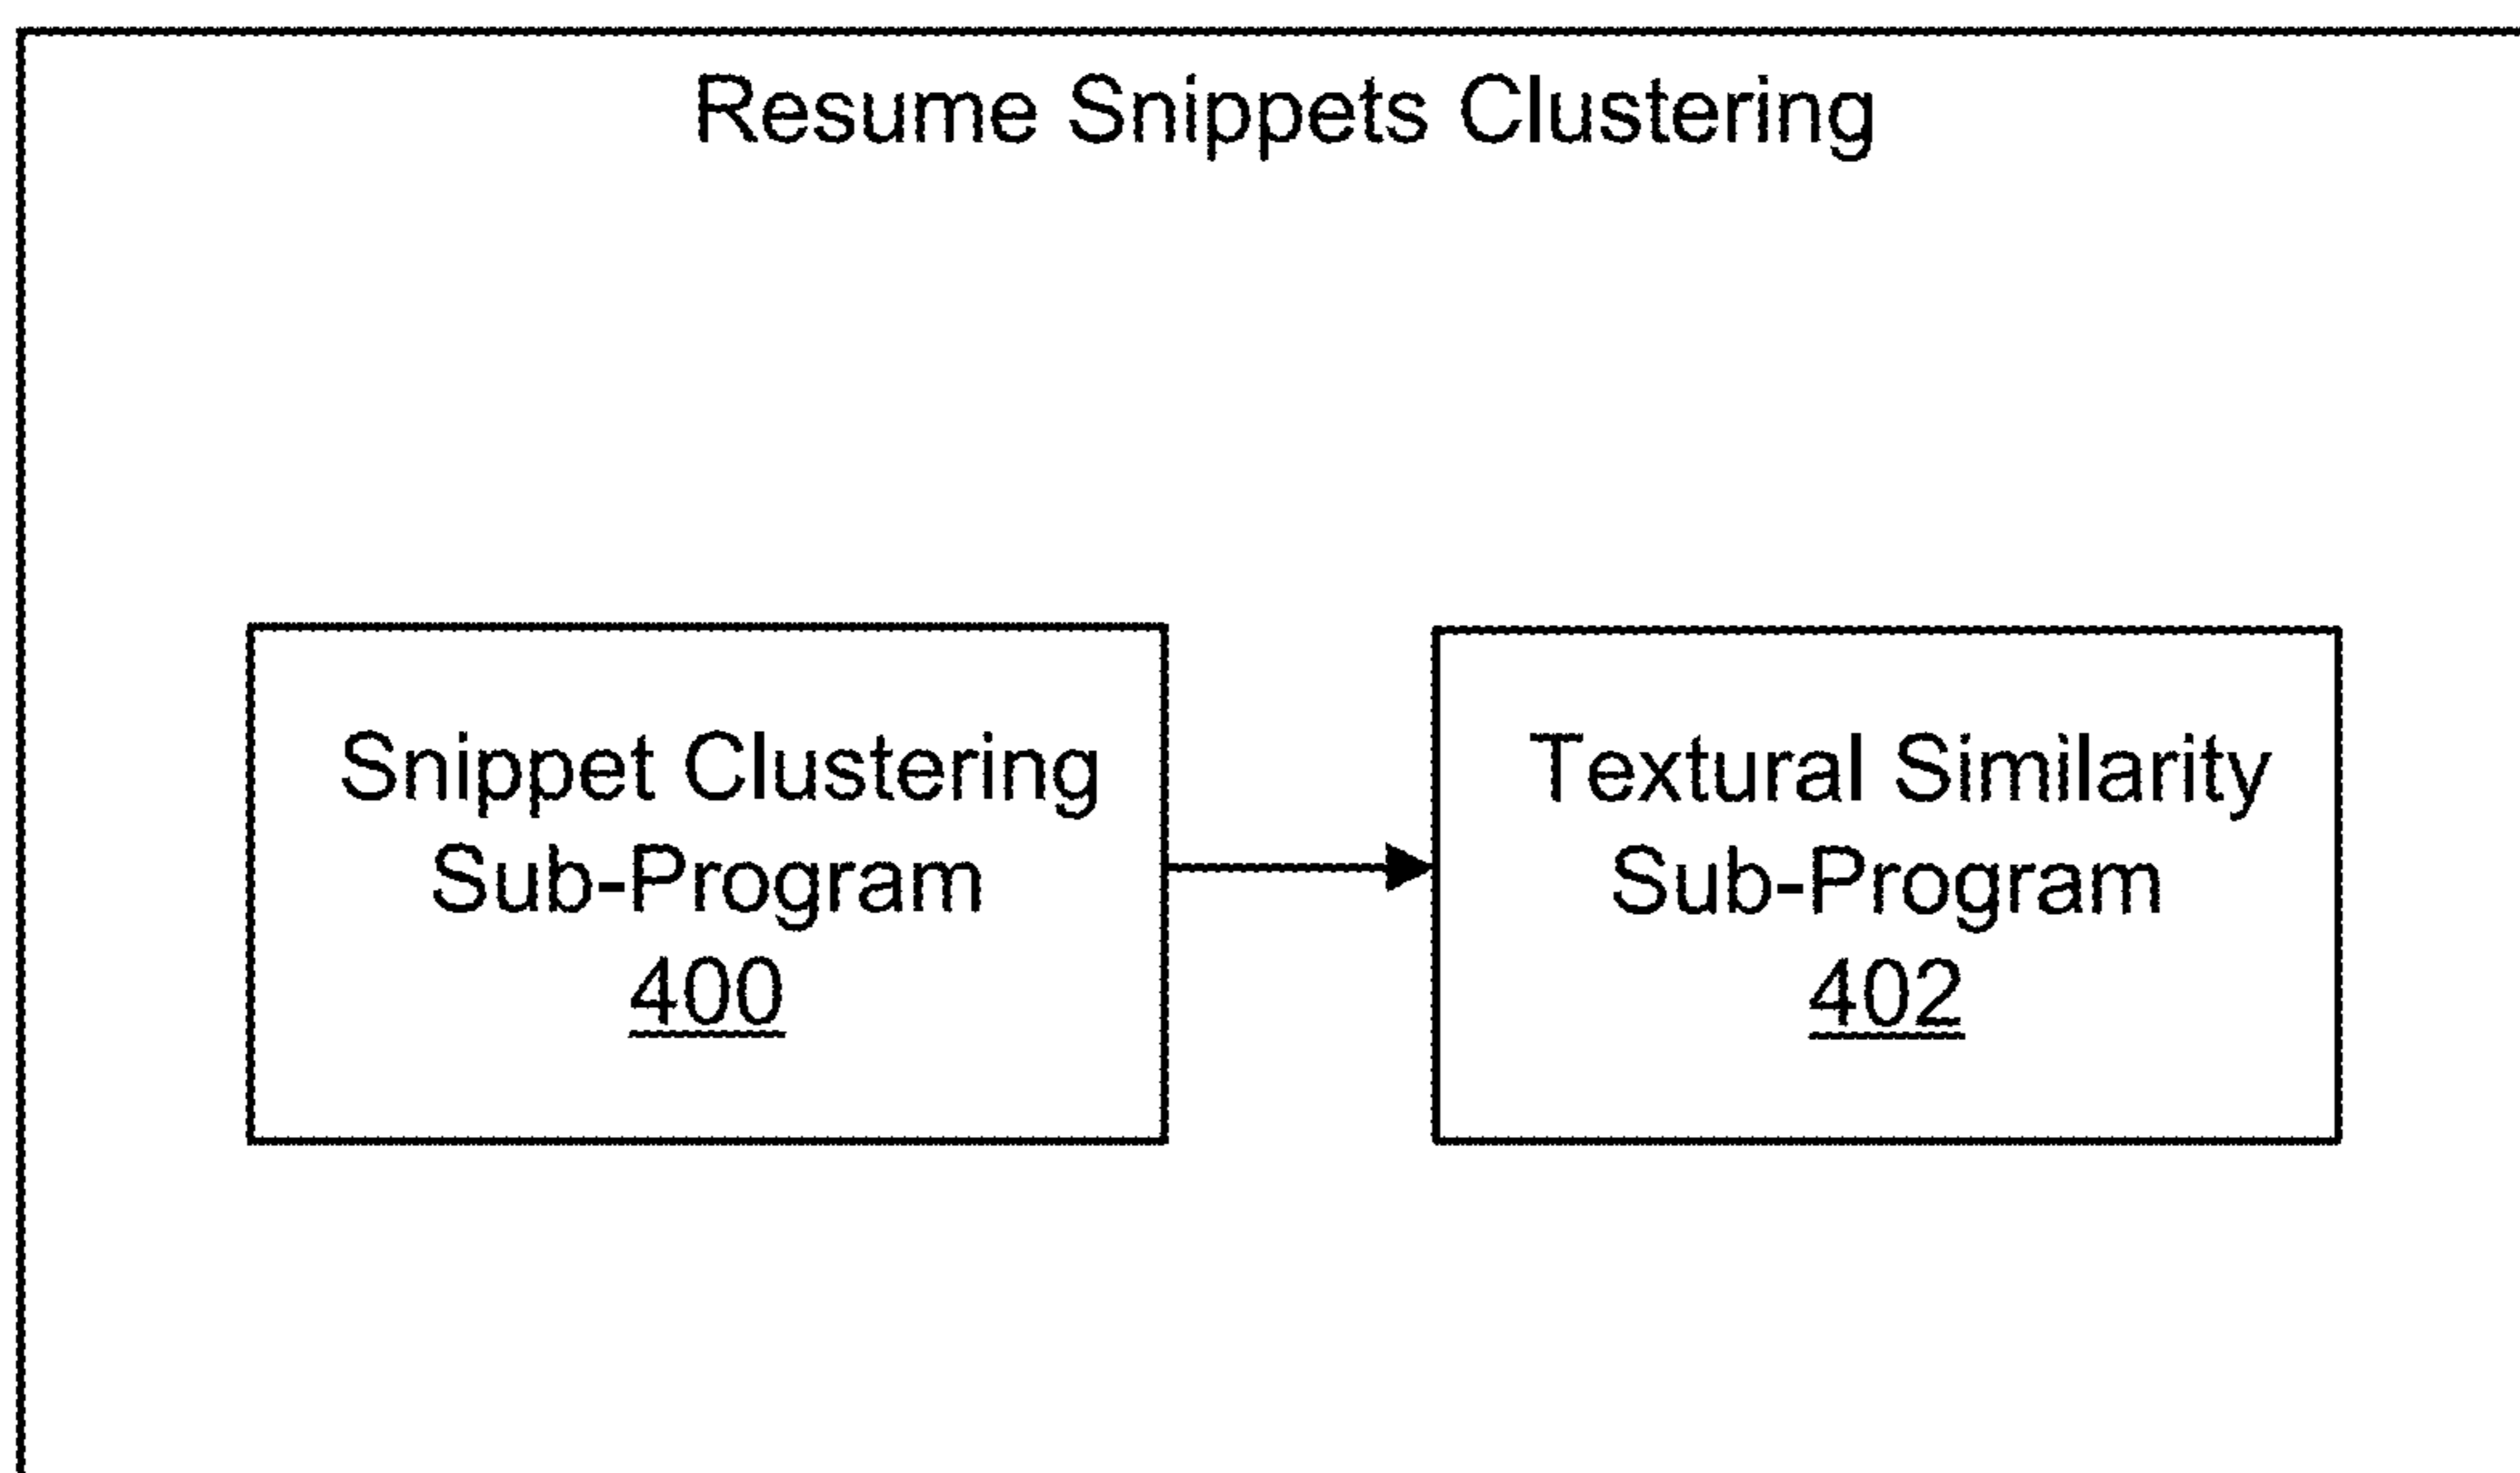 Resume Snippets Clustering
Snippet Clustering
Sub-Program
400
Textural Similarity
Sub-Program
402